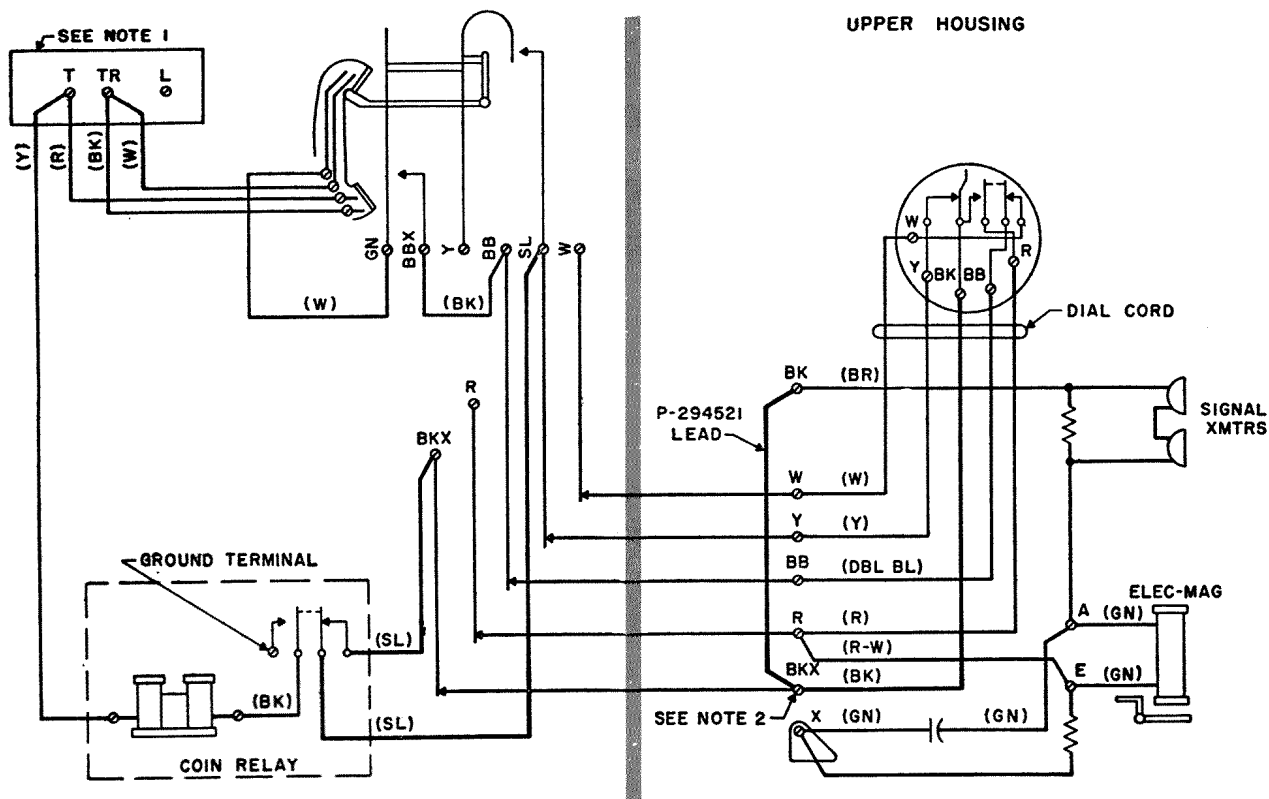 UPPER HOUSING
SEE NOTE 1
T TR L
(Y) (R) (BK) (W)
GN BBX Y BB SL W
(W) (BK)
W
Y BK BB R
DIAL CORD
BK (BR)
P-294521
LEAD
SIGNAL
XMTRS
R
BKX
W (W)
Y (Y)
BB (DBL BL)
R (R)
(R-W)
BKX (BK)
SEE NOTE 2
X (GN) (GN)
ELEC-MAG
A (GN)
E (GN)
GROUND TERMINAL
(SL)
(BK)
(SL)
COIN RELAY